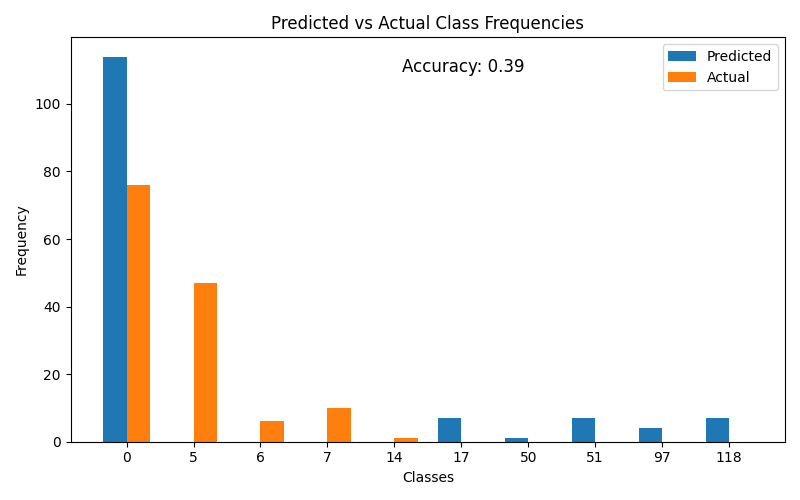 Predicted vs Actual Class Frequencies
Accuracy: 0.39
Predicted
Actual
Frequency
100
80
60
40
20
0
0 5 6 7 14 17 50 51 97 118
Classes